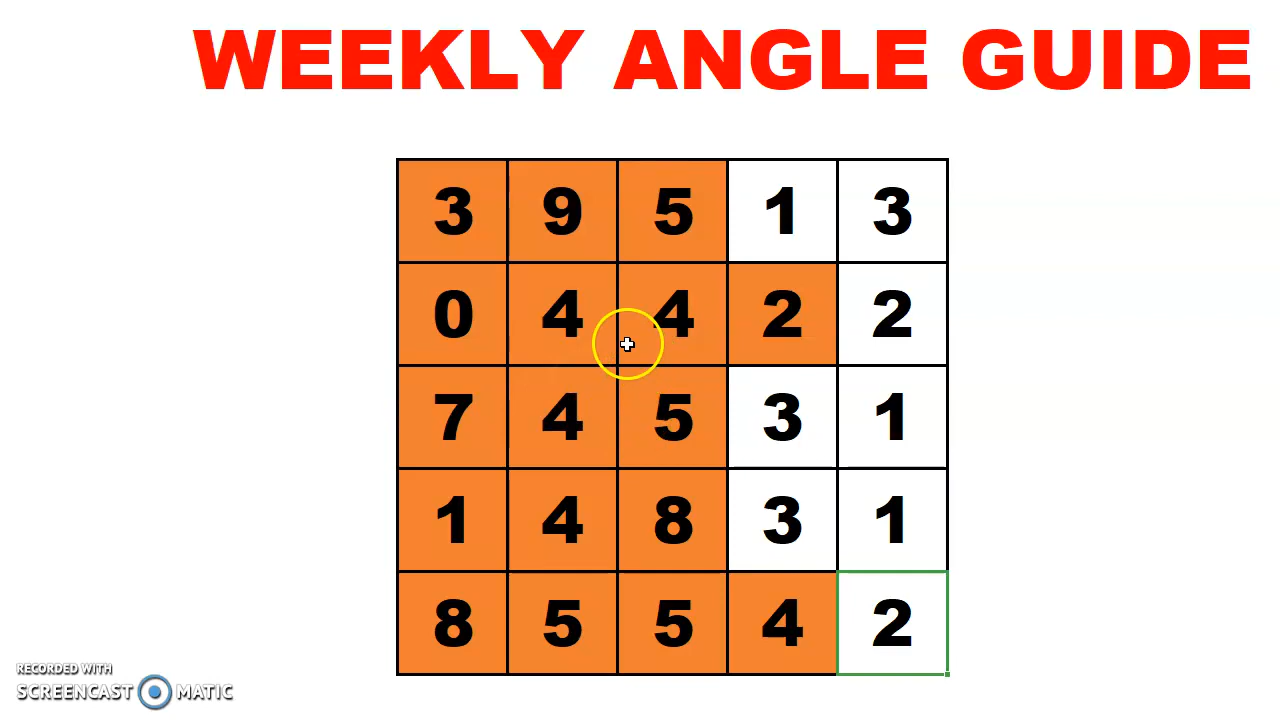 WEEKLY ANGLE GUIDE
3 9 5 1 3
0 4 4 2 2
7 4 5 3 1
1 4 8 3 1
8 5 5 4 2
RECORDED WITH
SCREENCAST MATIC